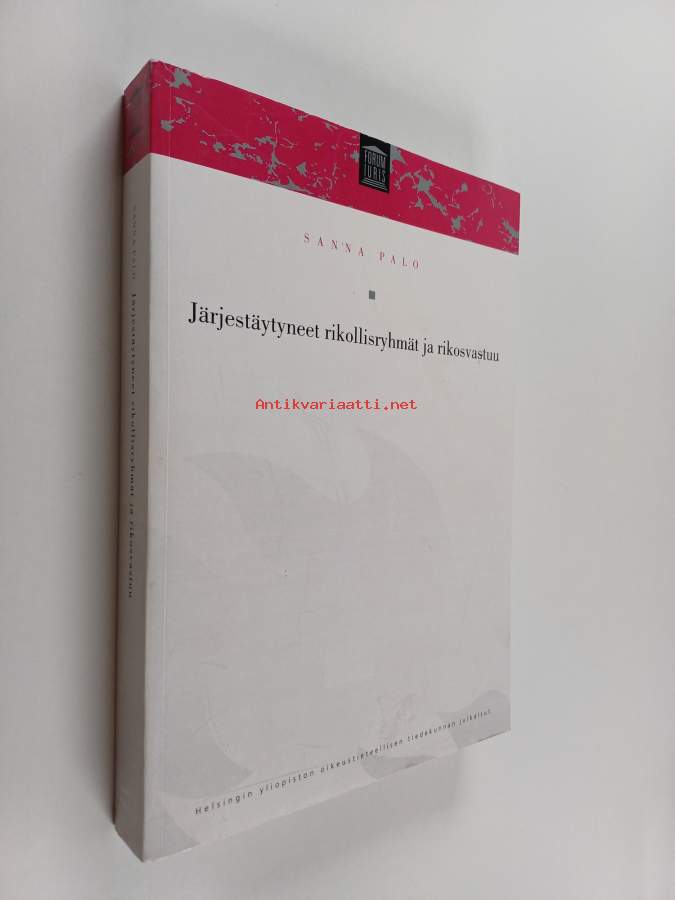 FORUM
IURIS
SANNA PALO
Järjestäytyneet rikollisryhmät ja rikosvastuu
Antikvariaatti.net
Helsingin yliopiston oikeustieteellisen tiedekunnan julkaisut
SANNA PALO Järjestäytyneet rikollisryhmät ja rikosvastuu